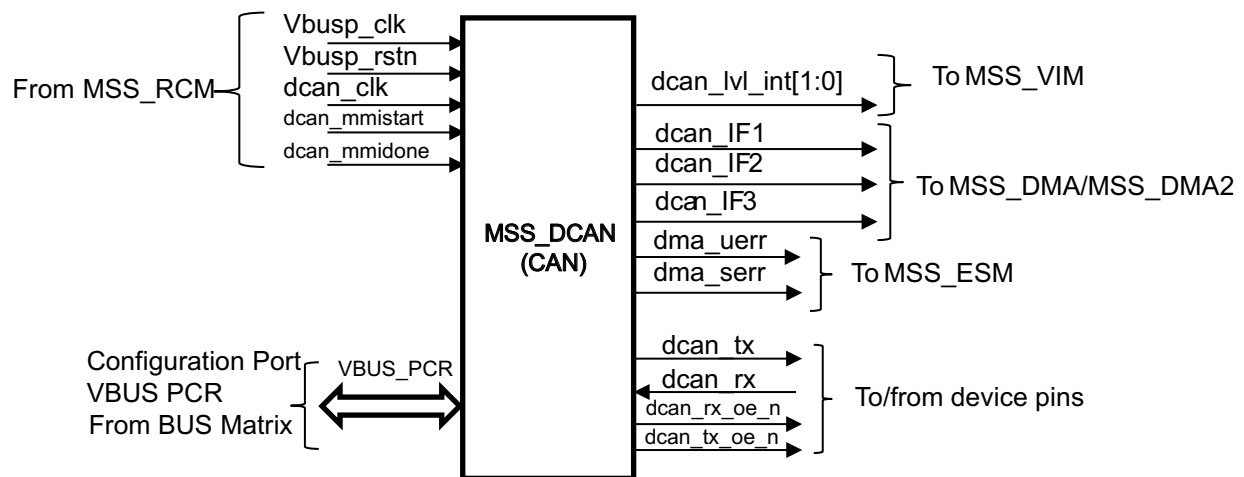 Vbusp_clk
Vbusp_rstn
From MSS_RCM
dcan_clk
dcan_mmistart
dcan_mmidone
Configuration Port
VBUS PCR
From BUS Matrix
VBUS_PCR
MSS_DCAN
(CAN)
dcan_lvl_int[1:0]
To MSS_VIM
dcan_IF1
dcan_IF2
dcan_IF3
To MSS_DMA/MSS_DMA2
dma_uerr
dma_serr
To MSS_ESM
dcan_tx
dcan_rx
dcan_rx_oe_n
dcan_tx_oe_n
To/from device pins